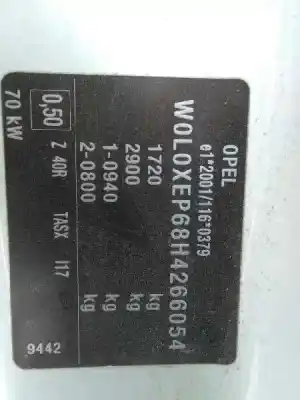 OPEL
e1*2001/116*0379
W0L0XEP68H4266054
1720 kg
2900 kg
1-0940 kg
2-0800 kg
0,50 Z 40R TASX I17
70 kW 9442